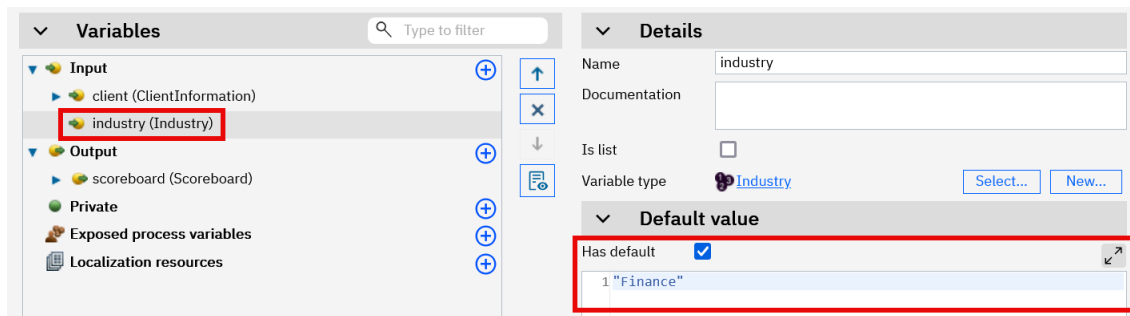 Variables
Type to filter
Input
client (ClientInformation)
industry (Industry)
Output
scoreboard (Scoreboard)
Private
Exposed process variables
Localization resources
Details
Name industry
Documentation
Is list
Variable type Industry Select... New...
Default value
Has default
1 "Finance"